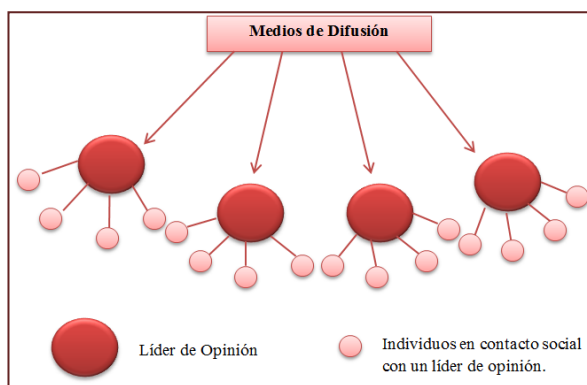 Medios de Difusión
Líder de Opinión
Individuos en contacto social
con un líder de opinión.